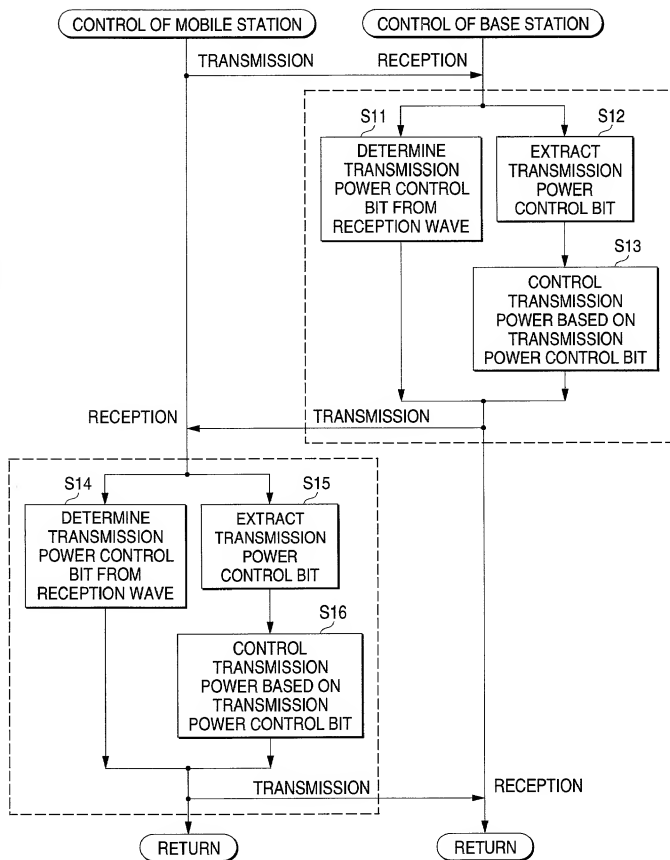 CONTROL OF MOBILE STATION
CONTROL OF BASE STATION
TRANSMISSION
RECEPTION
S11
DETERMINE
TRANSMISSION
POWER CONTROL
BIT FROM
RECEPTION WAVE
S12
EXTRACT
TRANSMISSION
POWER
CONTROL BIT
S13
CONTROL
TRANSMISSION
POWER BASED ON
TRANSMISSION
POWER CONTROL BIT
RECEPTION
TRANSMISSION
S14
DETERMINE
TRANSMISSION
POWER CONTROL
BIT FROM
RECEPTION WAVE
S15
EXTRACT
TRANSMISSION
POWER
CONTROL BIT
S16
CONTROL
TRANSMISSION
POWER BASED ON
TRANSMISSION
POWER CONTROL BIT
TRANSMISSION
RECEPTION
RETURN
RETURN